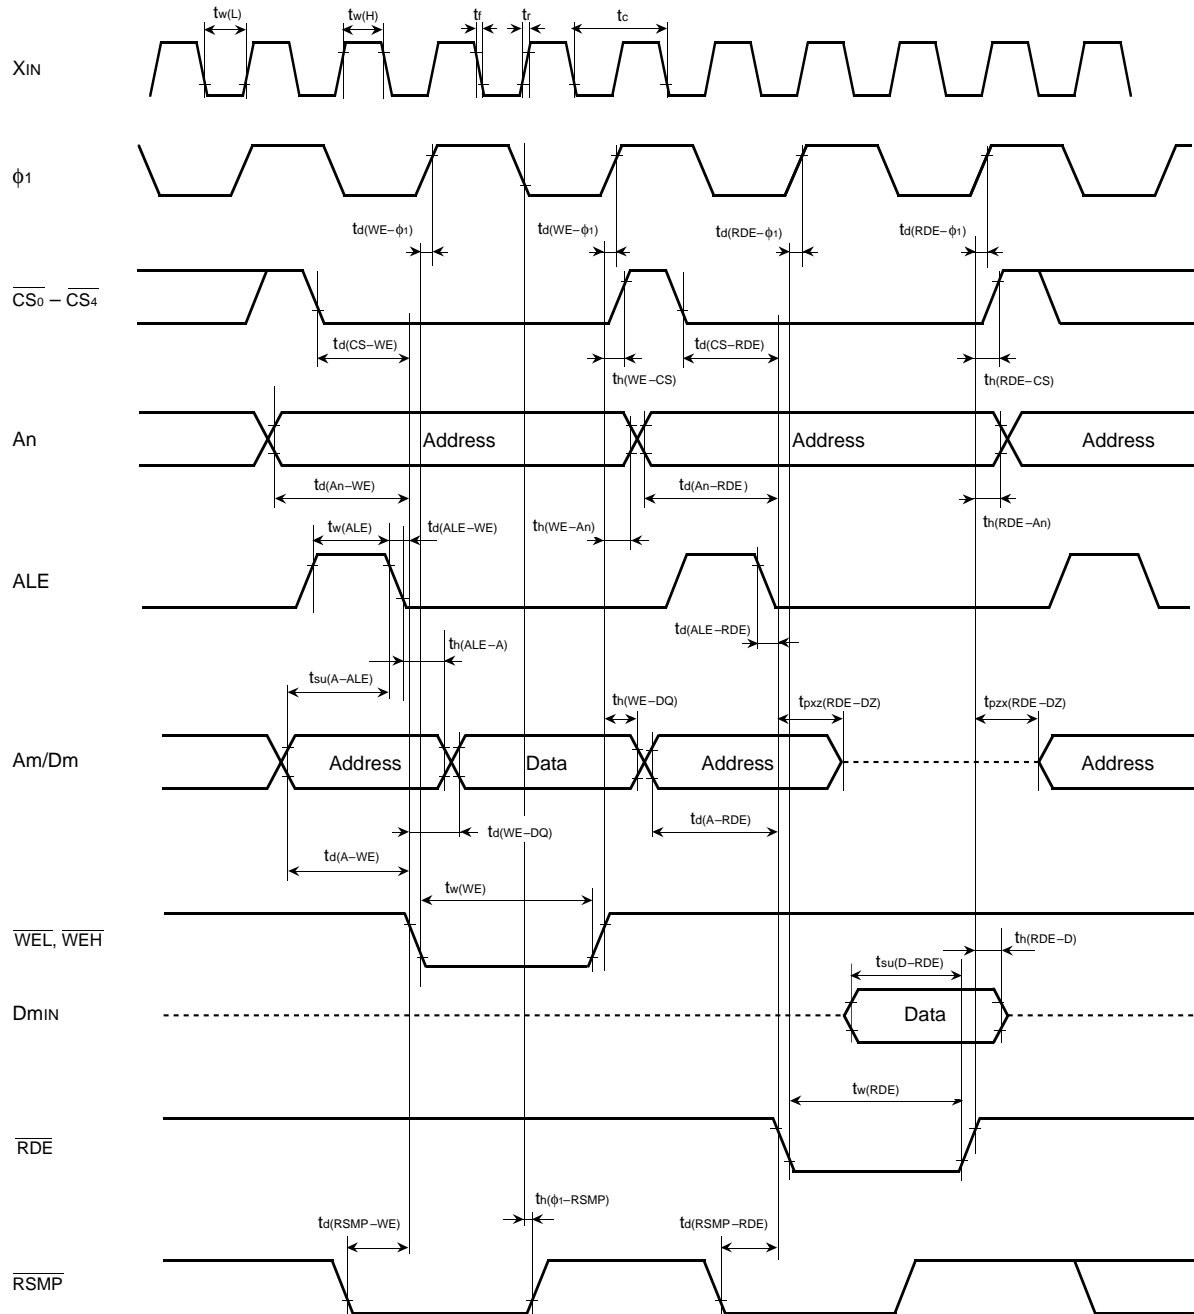 tw(L) tw(H) tf tr tc
XIN
ϕ1
td(WE–ϕ1) td(WE–ϕ1) td(RDE–ϕ1) td(RDE–ϕ1)
CS0 – CS4
td(CS–WE) td(CS–RDE)
th(WE–CS) th(RDE–CS)
An Address Address Address
td(An–WE) td(An–RDE)
tw(ALE) td(ALE–WE) th(WE–An) th(RDE–An)
ALE
td(ALE–RDE)
th(ALE–A)
tsu(A–ALE)
th(WE–DQ) tpxz(RDE–DZ) tpzx(RDE–DZ)
Am/Dm Address Data Address Address
td(WE–DQ) td(A–RDE)
td(A–WE)
tw(WE)
WEL, WEH
th(RDE–D)
tsu(D–RDE)
DmIN Data
tw(RDE)
RDE
th(ϕ1–RSMP)
td(RSMP–WE) td(RSMP–RDE)
RSMP